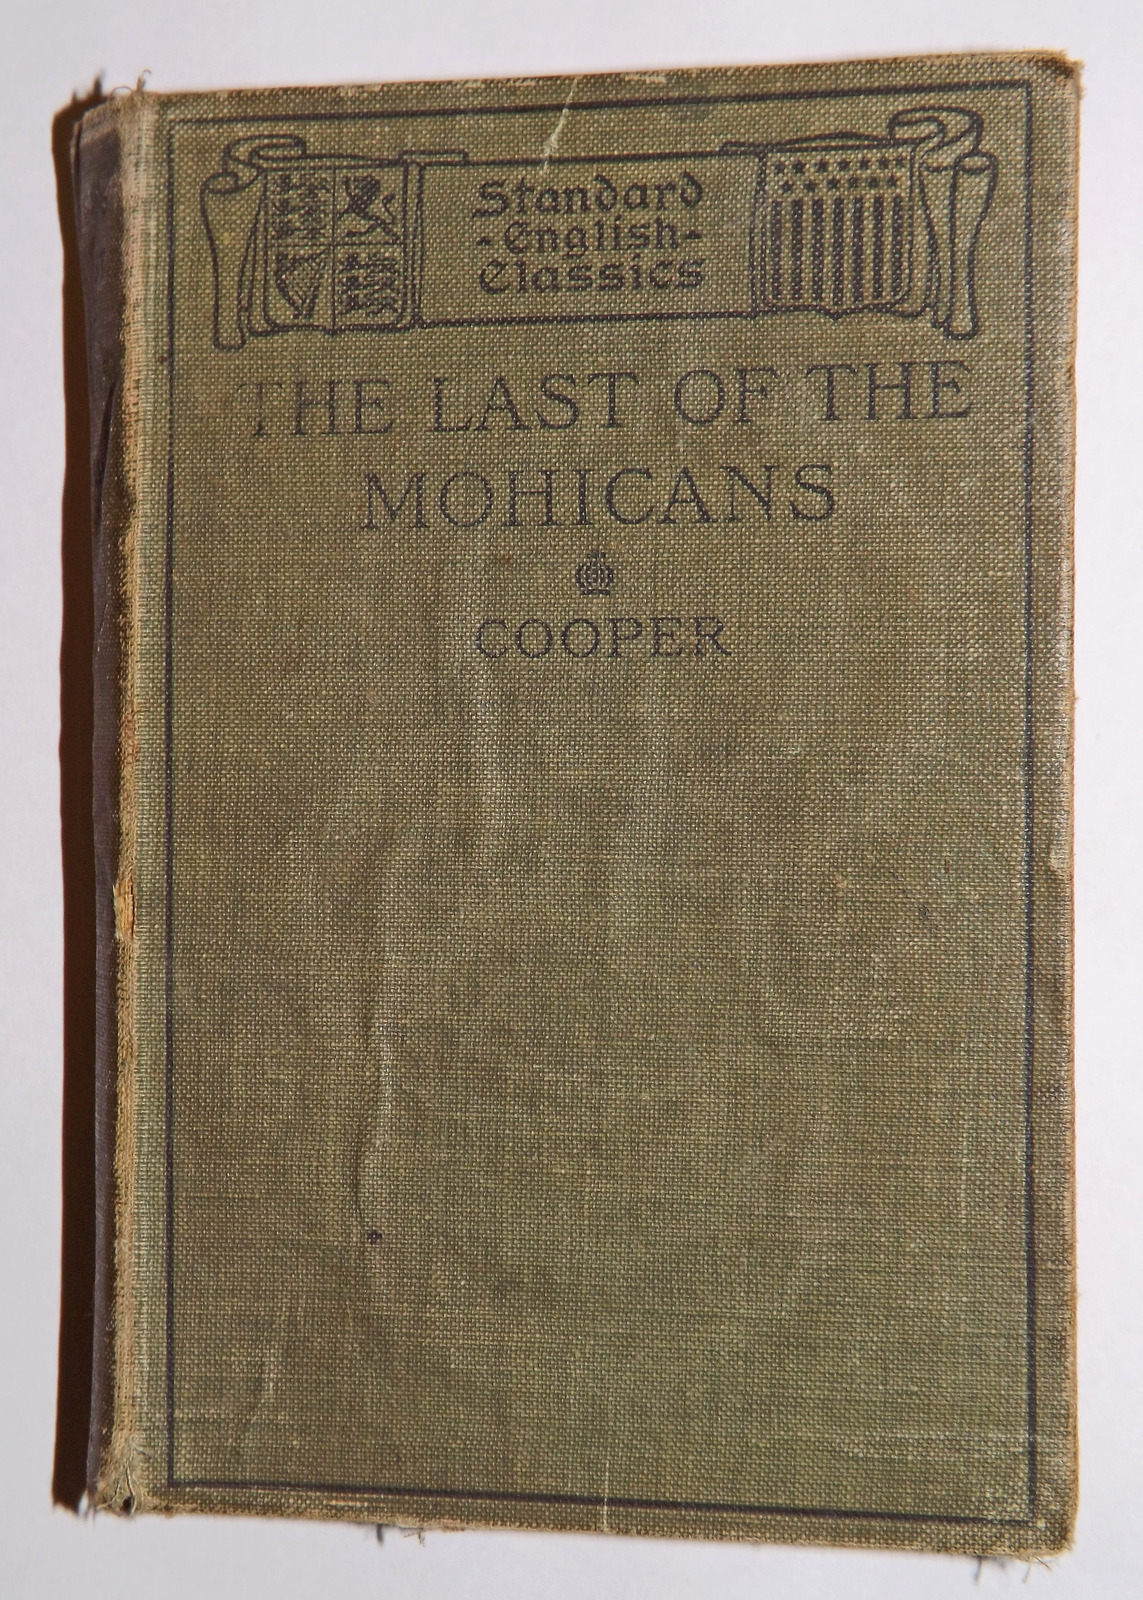 Standard
-English-
Classics
THE LAST OF THE
MOHICANS
COOPER